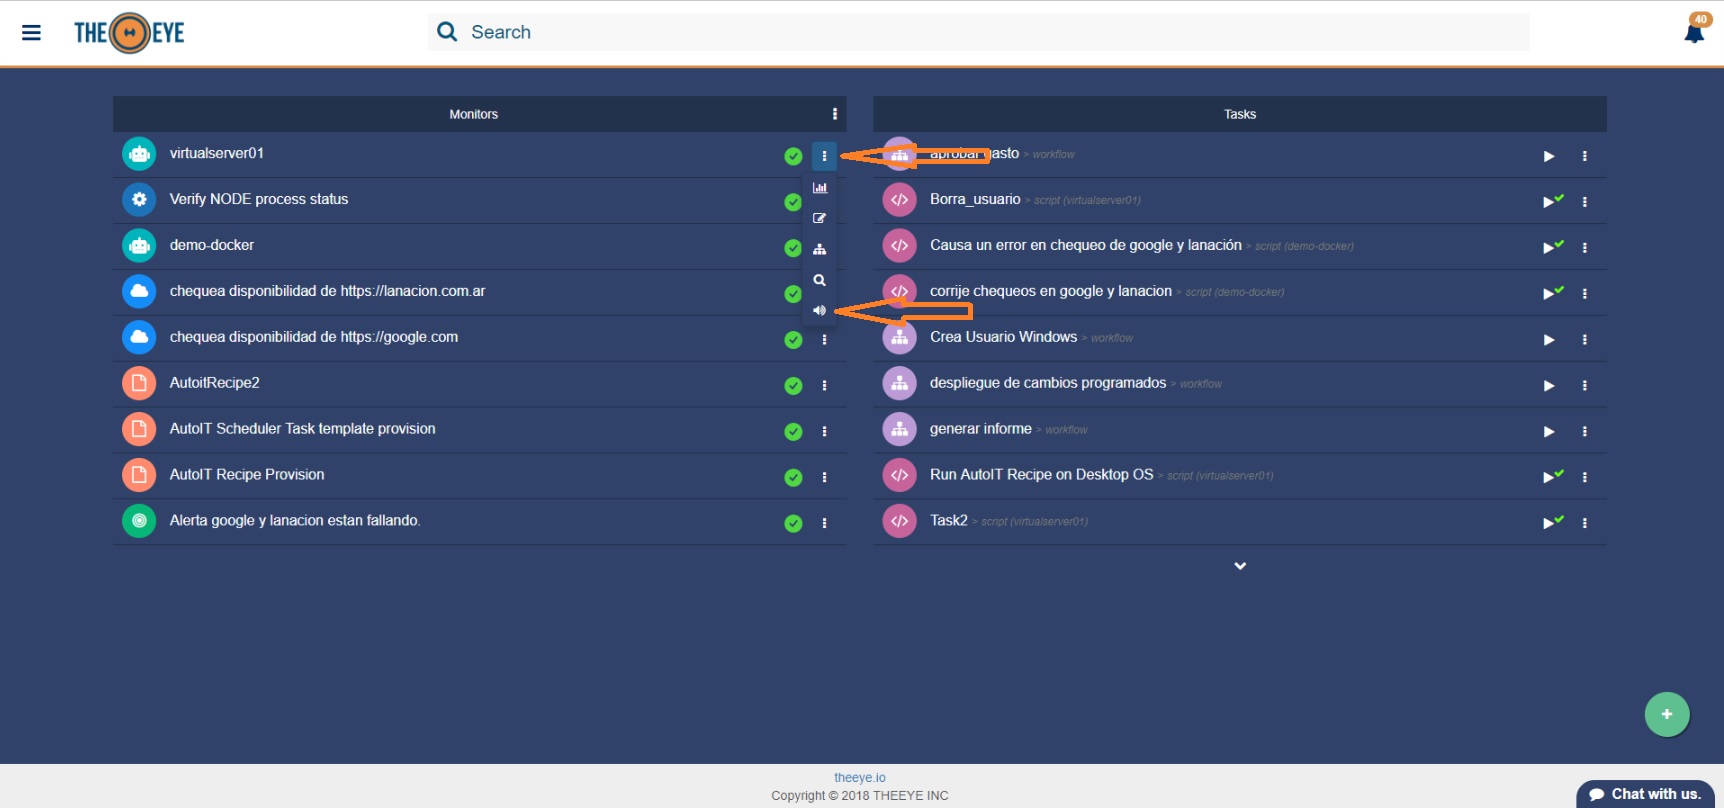 THE EYE
Search
40
Monitors
virtualserver01
Verify NODE process status
demo-docker
chequea disponibilidad de https://lanacion.com.ar
chequea disponibilidad de https://google.com
AutoitRecipe2
AutoIT Scheduler Task template provision
AutoIT Recipe Provision
Alerta google y lanacion estan fallando.
Tasks
aprobar gasto > workflow
Borra_usuario > script (virtualserver01)
Causa un error en chequeo de google y lanación > script (demo-docker)
corrije chequeos en google y lanacion > script (demo-docker)
Crea Usuario Windows > workflow
despliegue de cambios programados > workflow
generar informe > workflow
Run AutoIT Recipe on Desktop OS > script (virtualserver01)
Task2 > script (virtualserver01)
theeye.io
Copyright © 2018 THEEYE INC
Chat with us.